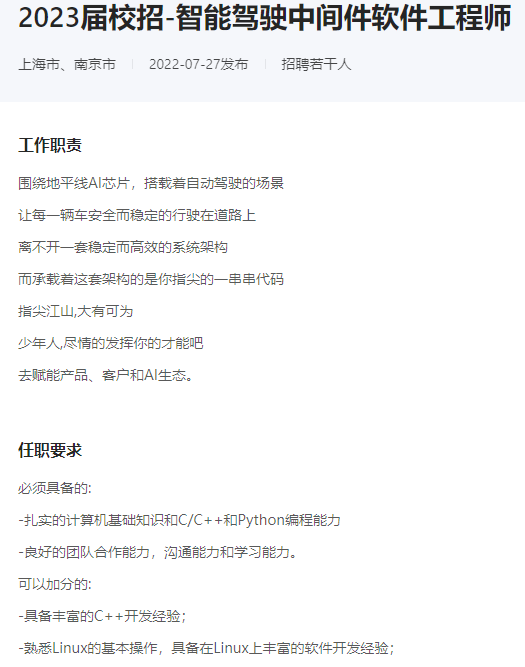 2023届校招-智能驾驶中间件软件工程师
上海市、南京市 2022-07-27发布 招聘若干人
工作职责
围绕地平线AI芯片，搭载着自动驾驶的场景
让每一辆车安全而稳定的行驶在道路上
离不开一套稳定而高效的系统架构
而承载着这套架构的是你指尖的一串串代码
指尖江山,大有可为
少年人,尽情的发挥你的才能吧
去赋能产品、客户和AI生态。
任职要求
必须具备的:
-扎实的计算机基础知识和C/C++和Python编程能力
-良好的团队合作能力，沟通能力和学习能力。
可以加分的:
-具备丰富的C++开发经验；
-熟悉Linux的基本操作，具备在Linux上丰富的软件开发经验；